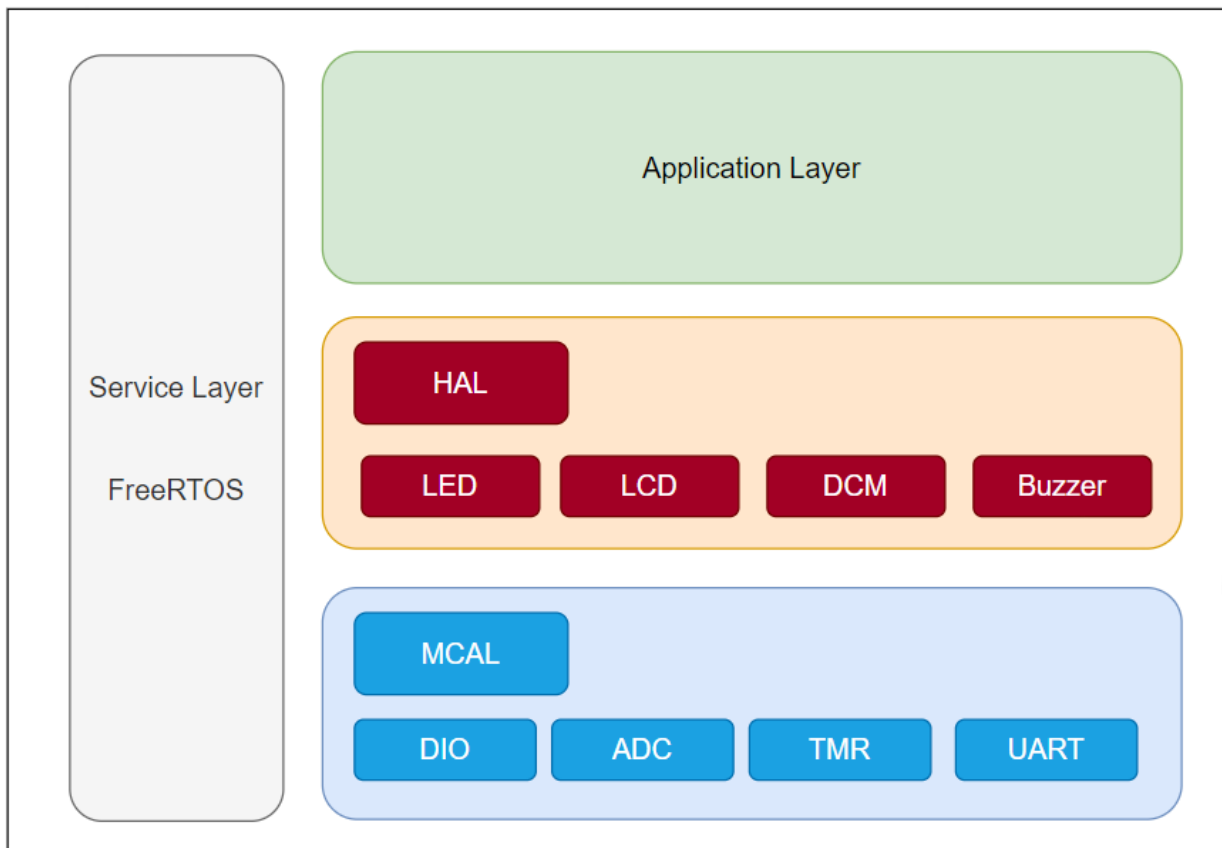 Service Layer
FreeRTOS
Application Layer
HAL
LED
LCD
DCM
Buzzer
MCAL
DIO
ADC
TMR
UART